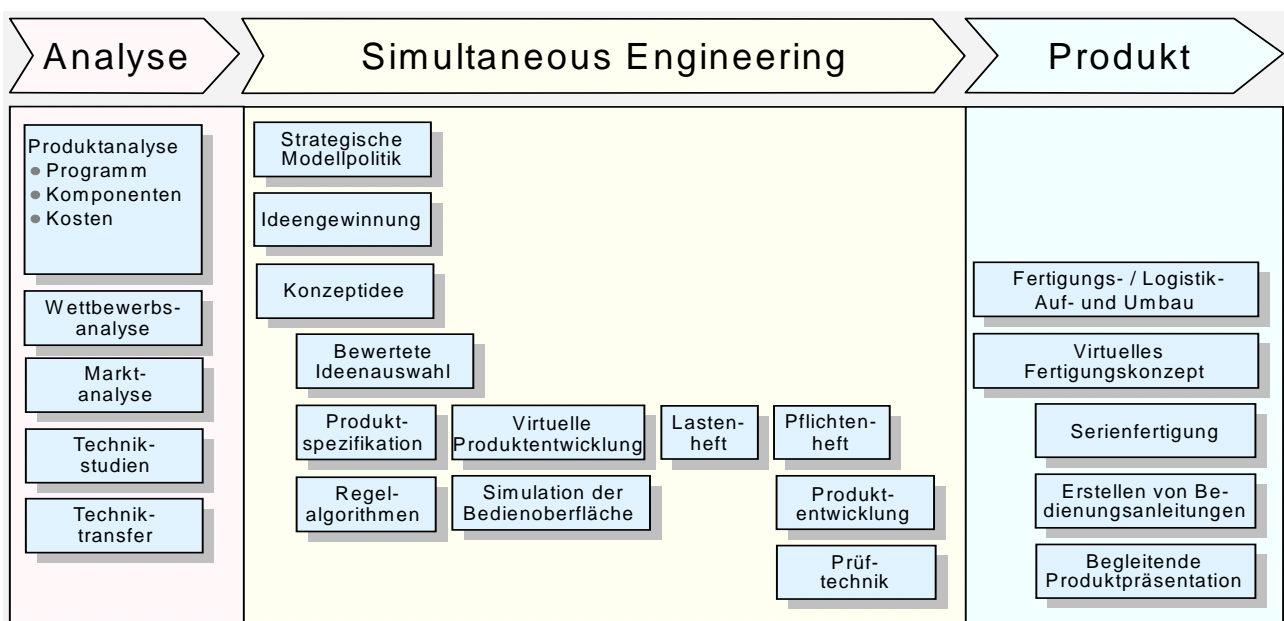 Analyse
Simultaneous Engineering
Produkt
Produktanalyse
Programm
Komponenten
Kosten
Wettbewerbs-
analyse
Markt-
analyse
Technik-
studien
Technik-
transfer
Strategische
Modellpolitik
Ideengewinnung
Konzeptidee
Bewertete
Ideenauswahl
Produkt-
spezifikation
Virtuelle
Produktentwicklung
Lasten-
heft
Pflichten-
heft
Regel-
algorithmen
Simulation der
Bedienoberfläche
Produkt-
entwicklung
Prüf-
technik
Fertigungs- / Logistik-
Auf- und Umbau
Virtuelles
Fertigungskonzept
Serienfertigung
Erstellen von Be-
dienungsanleitungen
Begleitende
Produktpräsentation